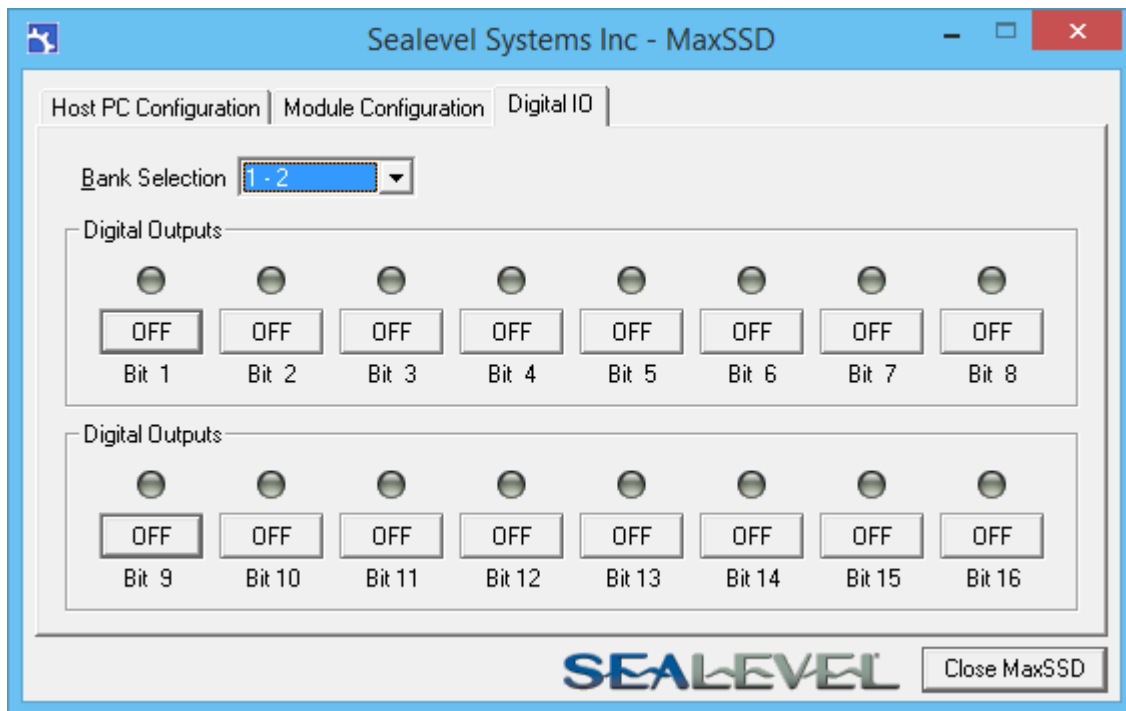 Sealevel Systems Inc - MaxSSD
Host PC Configuration Module Configuration Digital IO
Bank Selection 1 - 2
Digital Outputs
OFF OFF OFF OFF OFF OFF OFF OFF
Bit 1 Bit 2 Bit 3 Bit 4 Bit 5 Bit 6 Bit 7 Bit 8
Digital Outputs
OFF OFF OFF OFF OFF OFF OFF OFF
Bit 9 Bit 10 Bit 11 Bit 12 Bit 13 Bit 14 Bit 15 Bit 16
SEALEVEL Close MaxSSD